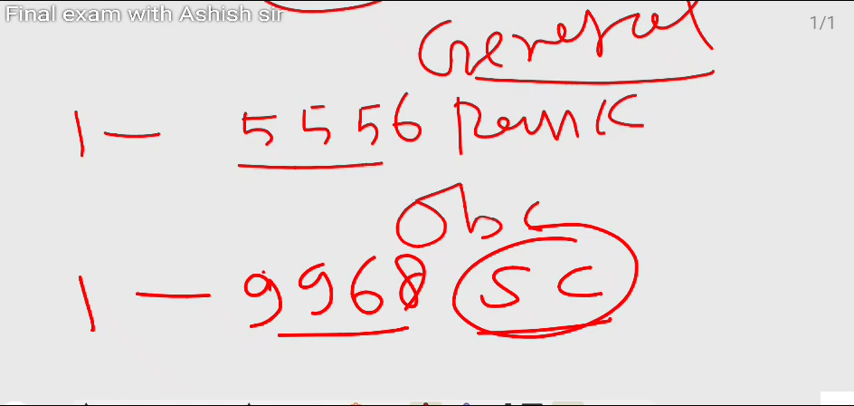 Final exam with Ashish sir
1/1
General
1 — 5556 Rank
Obc
1 — 9968 SC